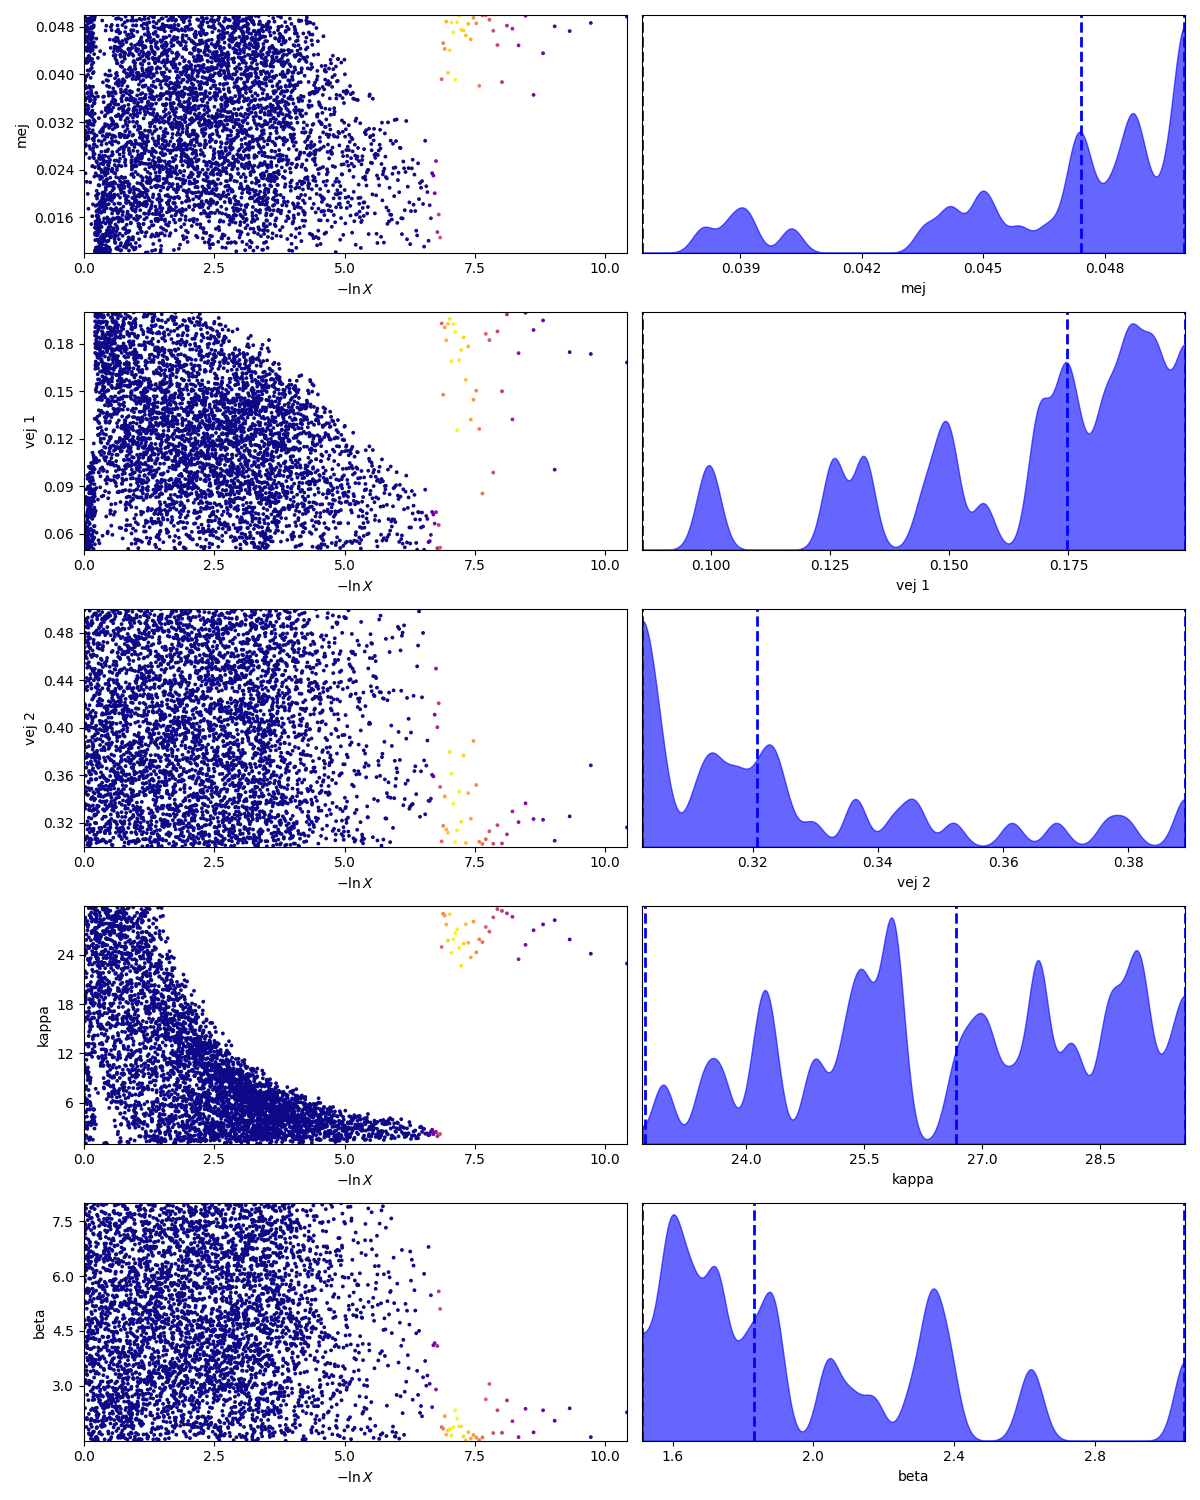 0.048
0.040
0.032
0.024
0.016
mej
0.0 2.5 5.0 7.5 10.0
−ln X
0.039 0.042 0.045 0.048
mej
0.18
0.15
0.12
0.09
0.06
vej 1
0.0 2.5 5.0 7.5 10.0
−ln X
0.100 0.125 0.150 0.175
vej 1
0.48
0.44
0.40
0.36
0.32
vej 2
0.0 2.5 5.0 7.5 10.0
−ln X
0.32 0.34 0.36 0.38
vej 2
24
18
12
6
kappa
0.0 2.5 5.0 7.5 10.0
−ln X
24.0 25.5 27.0 28.5
kappa
7.5
6.0
4.5
3.0
beta
0.0 2.5 5.0 7.5 10.0
−ln X
1.6 2.0 2.4 2.8
beta